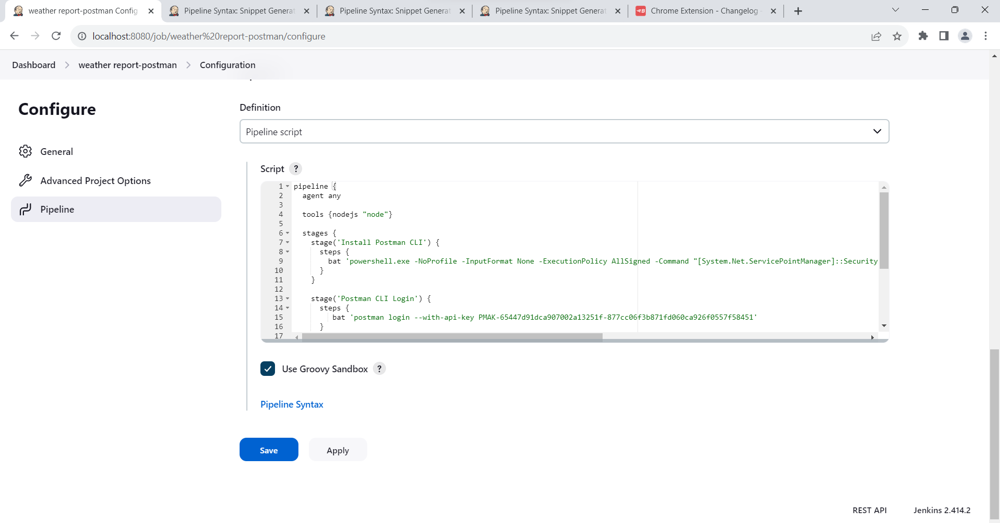 weather report-postman Config
Pipeline Syntax: Snippet Generat
Pipeline Syntax: Snippet Generat
Pipeline Syntax: Snippet Generat
Chrome Extension - Changelog -
localhost:8080/job/weather%20report-postman/configure
Dashboard > weather report-postman > Configuration
Configure
General
Advanced Project Options
Pipeline
Definition
Pipeline script
Script ?
1 pipeline {
2 agent any
3
4 tools {nodejs "node"}
5
6 stages {
7 stage('Install Postman CLI') {
8 steps {
9 bat 'powershell.exe -NoProfile -InputFormat None -ExecutionPolicy AllSigned -Command "[System.Net.ServicePointManager]::Security
10 }
11 }
12
13 stage('Postman CLI Login') {
14 steps {
15 bat 'postman login --with-api-key PMAK-65447d91dca907002a13251f-877cc06f3b871fd060ca926f0557f58451'
16 }
17
Use Groovy Sandbox ?
Pipeline Syntax
Save
Apply
REST API
Jenkins 2.414.2